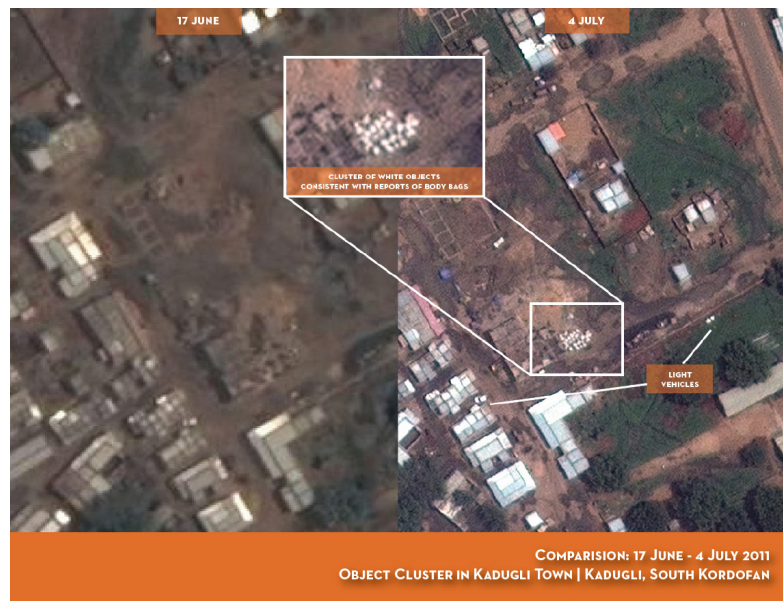 17 JUNE
4 JULY
CLUSTER OF WHITE OBJECTS
CONSISTENT WITH REPORTS OF BODY BAGS
LIGHT
VEHICLES
COMPARISION: 17 JUNE - 4 JULY 2011
OBJECT CLUSTER IN KADUGLI TOWN | KADUGLI, SOUTH KORDOFAN